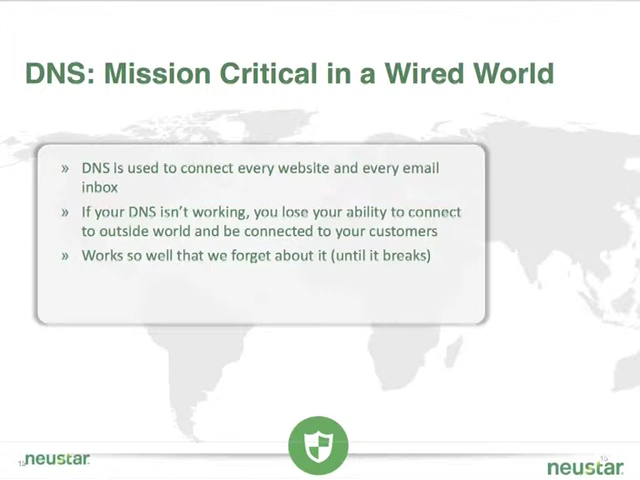 DNS: Mission Critical in a Wired World
» DNS is used to connect every website and every email
inbox
» If your DNS isn't working, you lose your ability to connect
to outside world and be connected to your customers
» Works so well that we forget about it (until it breaks)
neustar
neustar